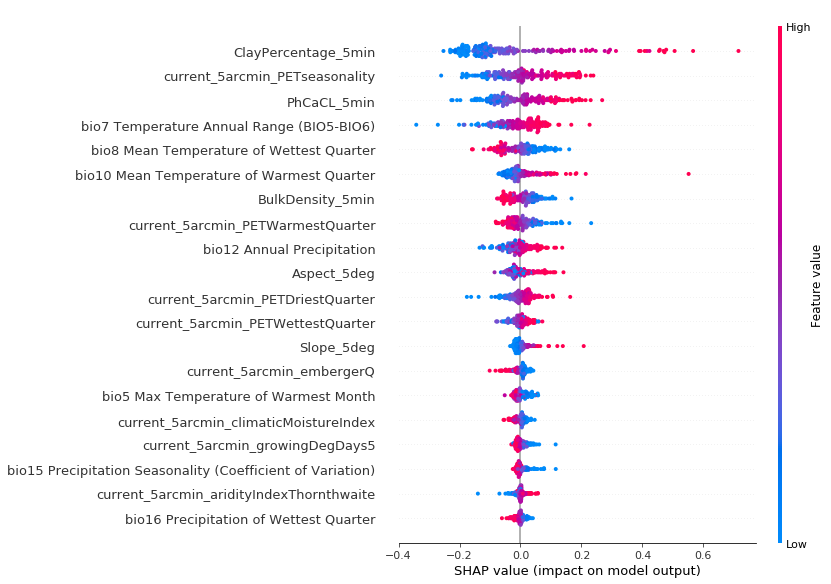 High
ClayPercentage_5min
current_5arcmin_PETseasonality
PhCaCL_5min
bio7 Temperature Annual Range (BIO5-BIO6)
bio8 Mean Temperature of Wettest Quarter
bio10 Mean Temperature of Warmest Quarter
BulkDensity_5min
current_5arcmin_PETWarmestQuarter
bio12 Annual Precipitation
Aspect_5deg
current_5arcmin_PETDriestQuarter
current_5arcmin_PETWettestQuarter
Slope_5deg
current_5arcmin_embergerQ
bio5 Max Temperature of Warmest Month
current_5arcmin_climaticMoistureIndex
current_5arcmin_growingDegDays5
bio15 Precipitation Seasonality (Coefficient of Variation)
current_5arcmin_aridityIndexThornthwaite
bio16 Precipitation of Wettest Quarter
Feature value
Low
−0.4 −0.2 0.0 0.2 0.4 0.6
SHAP value (impact on model output)